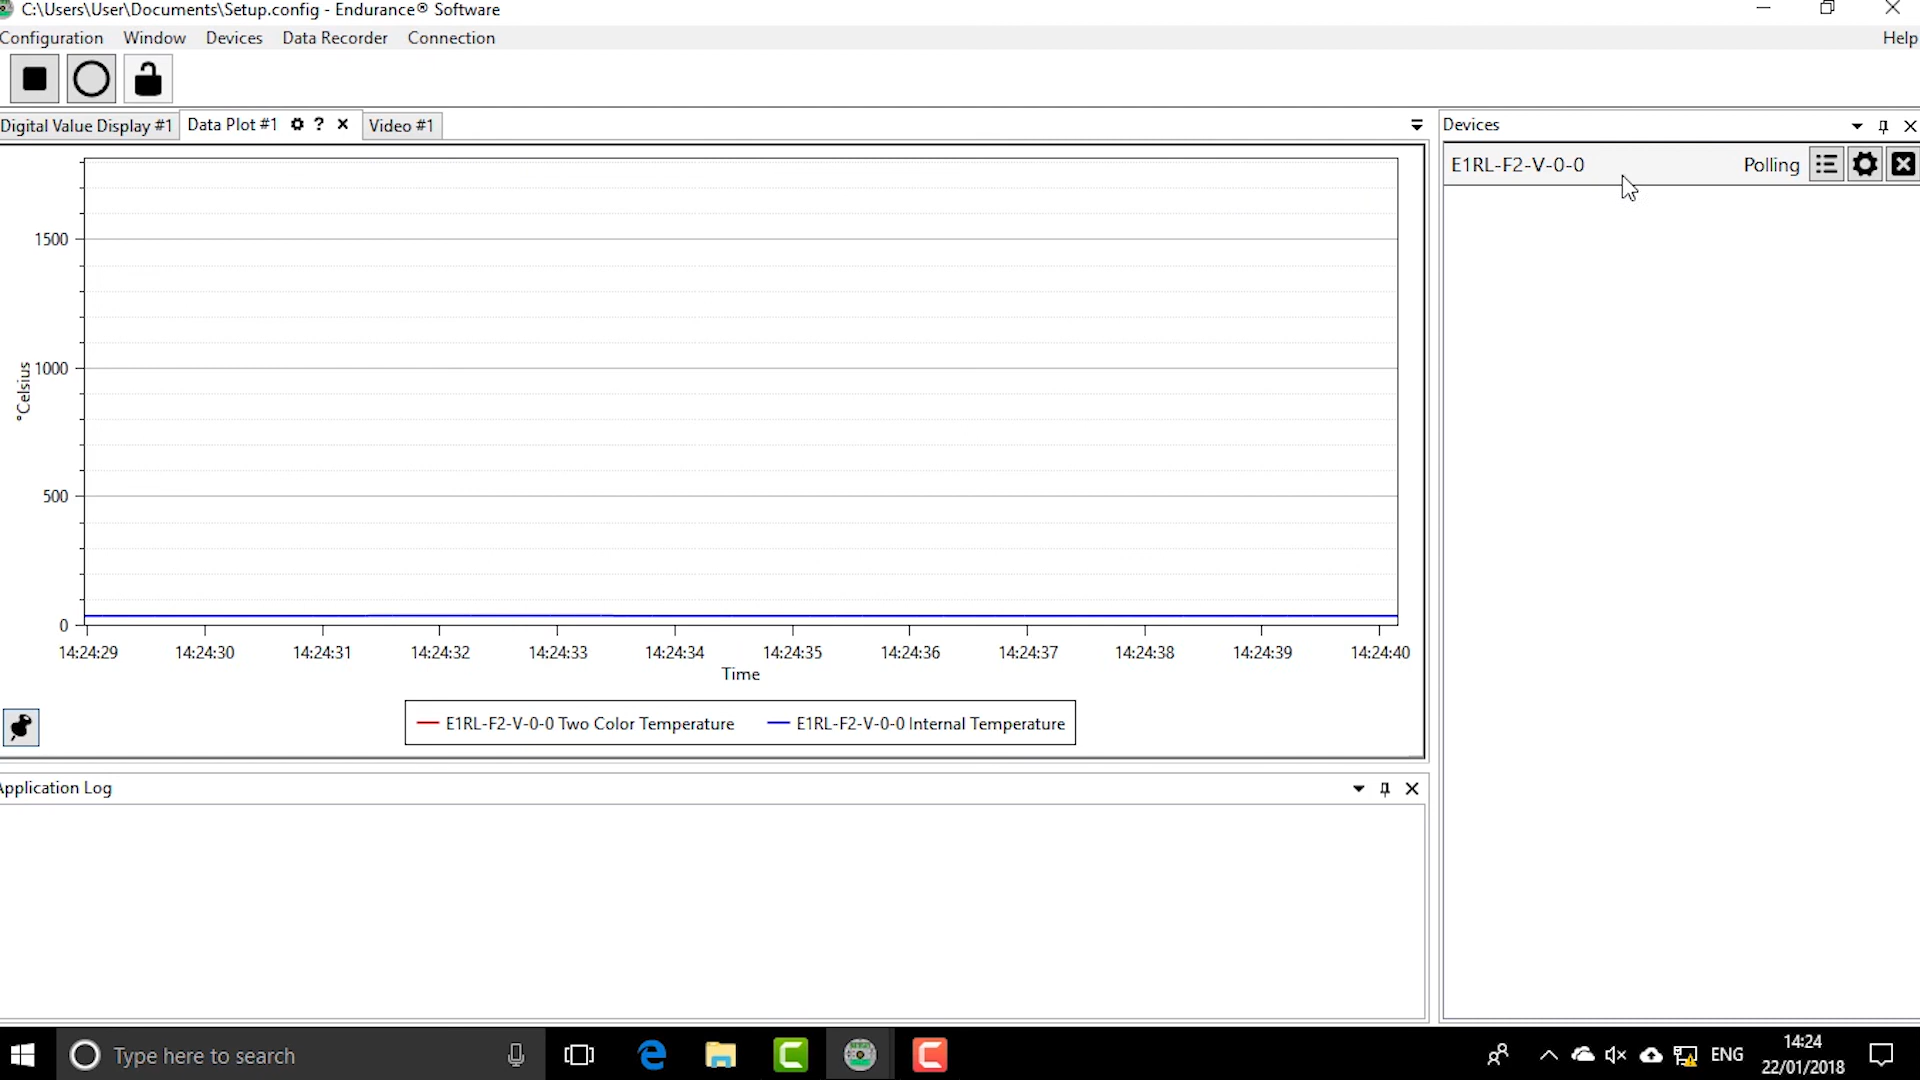 C:\Users\User\Documents\Setup.config - Endurance® Software
Configuration Window Devices Data Recorder Connection Help
Digital Value Display #1 Data Plot #1 ? Video #1
Devices
E1RL-F2-V-0-0 Polling
1500
1000
500
0
°Celsius
14:24:29 14:24:30 14:24:31 14:24:32 14:24:33 14:24:34 14:24:35 14:24:36 14:24:37 14:24:38 14:24:39 14:24:40
Time
E1RL-F2-V-0-0 Two Color Temperature E1RL-F2-V-0-0 Internal Temperature
Application Log
Type here to search
ENG
14:24
22/01/2018